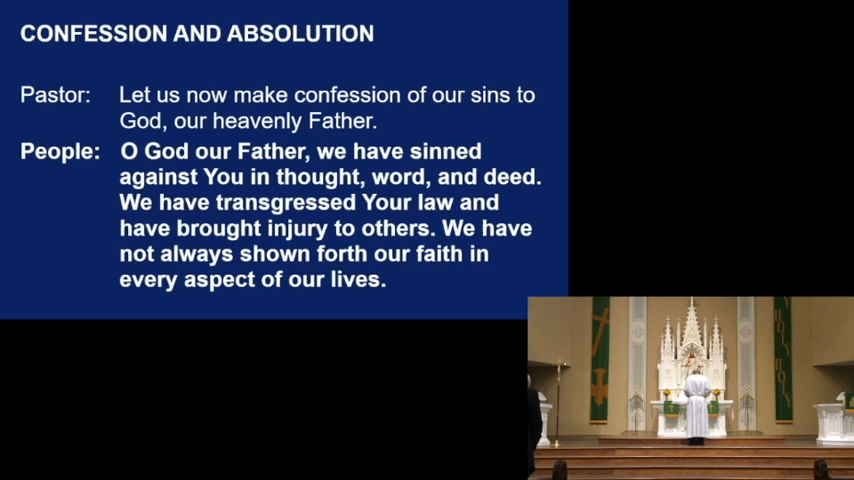 CONFESSION AND ABSOLUTION
Pastor: Let us now make confession of our sins to
God, our heavenly Father.
People: O God our Father, we have sinned
against You in thought, word, and deed.
We have transgressed Your law and
have brought injury to others. We have
not always shown forth our faith in
every aspect of our lives.
HOLY
HOLY